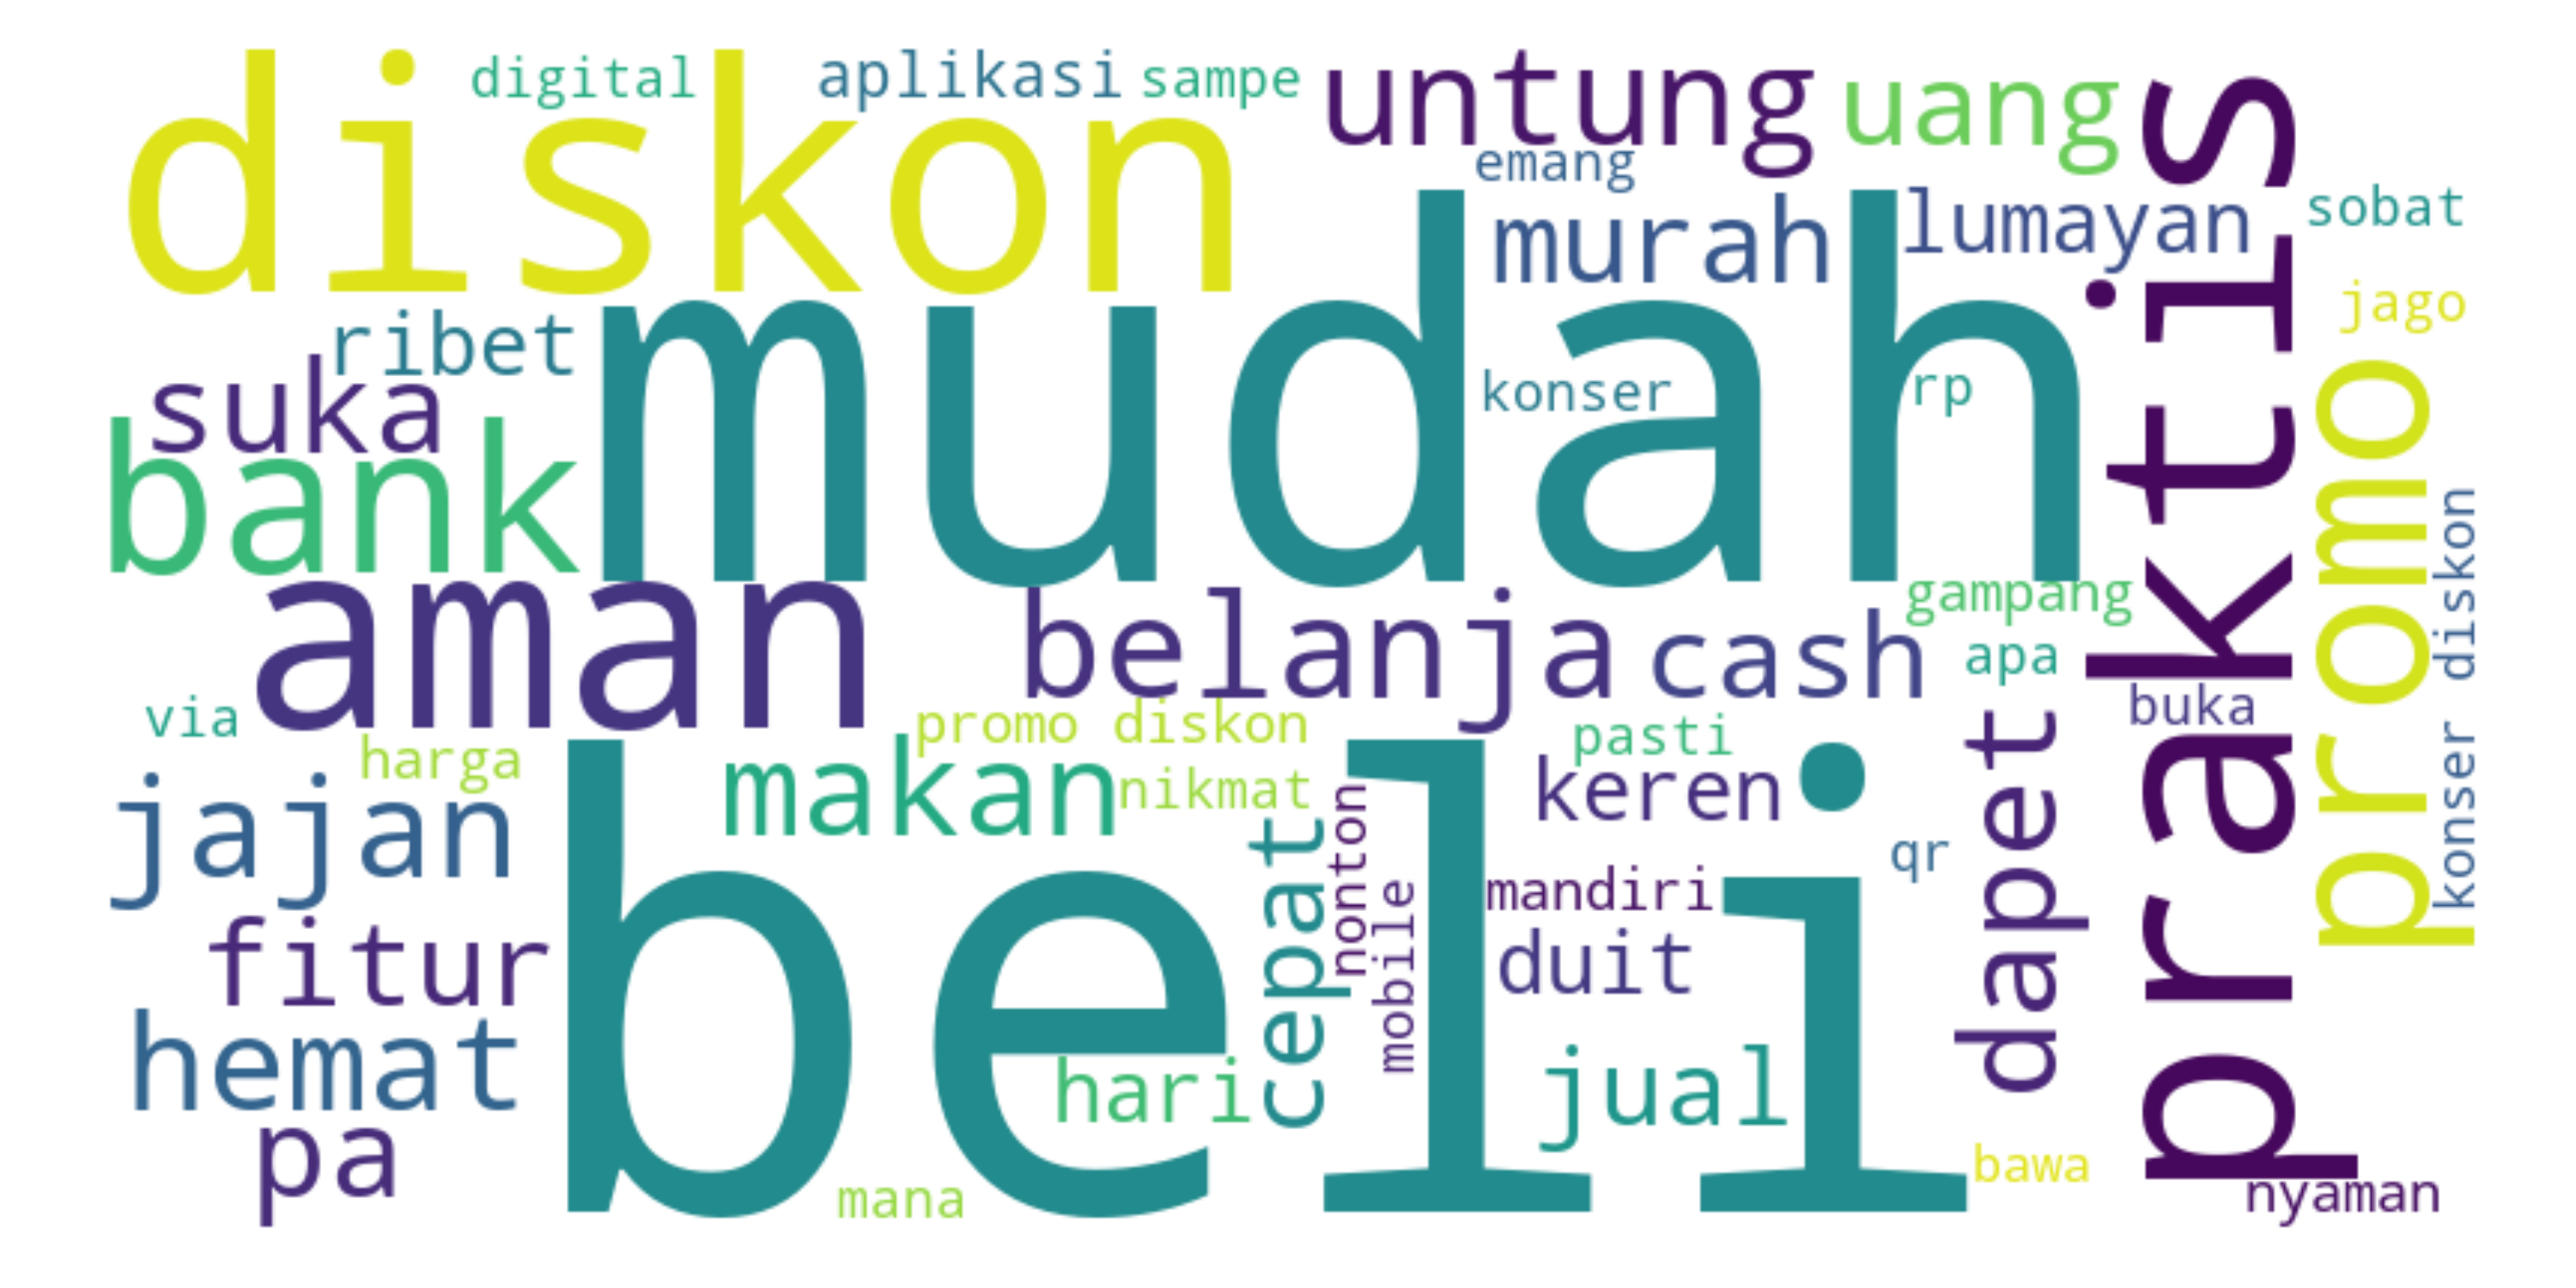 diskon
digital
aplikasi
sampe
untung
uang
praktis
emang
murah
lumayan
sobat
jago
mudah
ribet
suka
konser
rp
promo
bank
konser diskon
aman
belanja
cash
gampang
apa
buka
via
harga
promo diskon
pasti
makan
nikmat
keren
jajan
beli
cepat
nonton
mobile
mandiri
qr
dapet
fitur
duit
hemat
hari
jual
pa
mana
bawa
nyaman